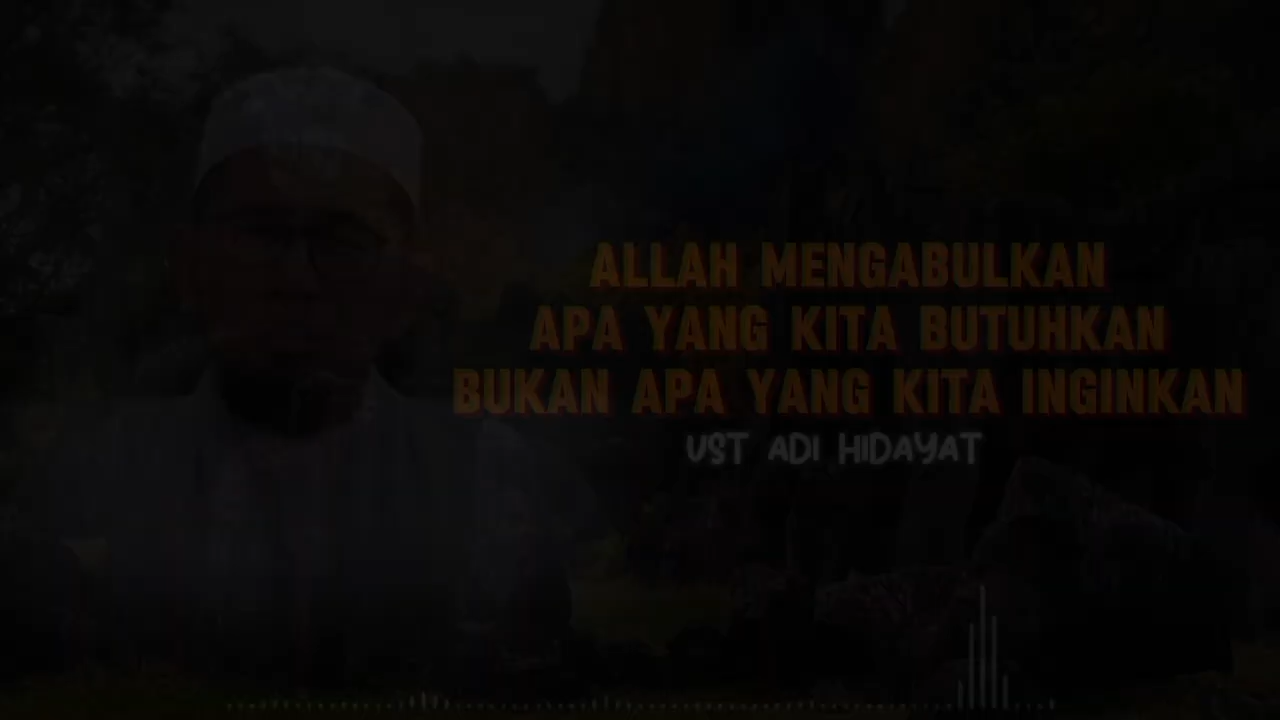 ALLAH MENGABULKAN
APA YANG KITA BUTUHKAN
BUKAN APA YANG KITA INGINKAN
UST ADI HIDAYAT